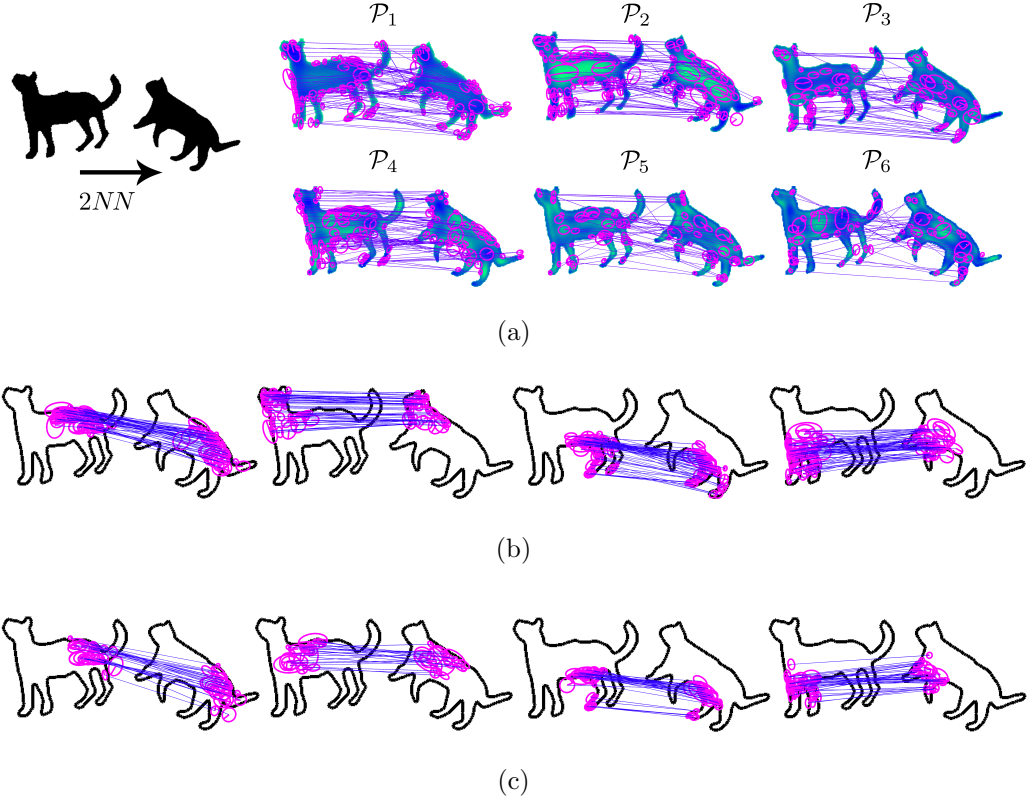 𝒫₁ 𝒫₂ 𝒫₃
2NN
𝒫₄ 𝒫₅ 𝒫₆
(a)
(b)
(c)